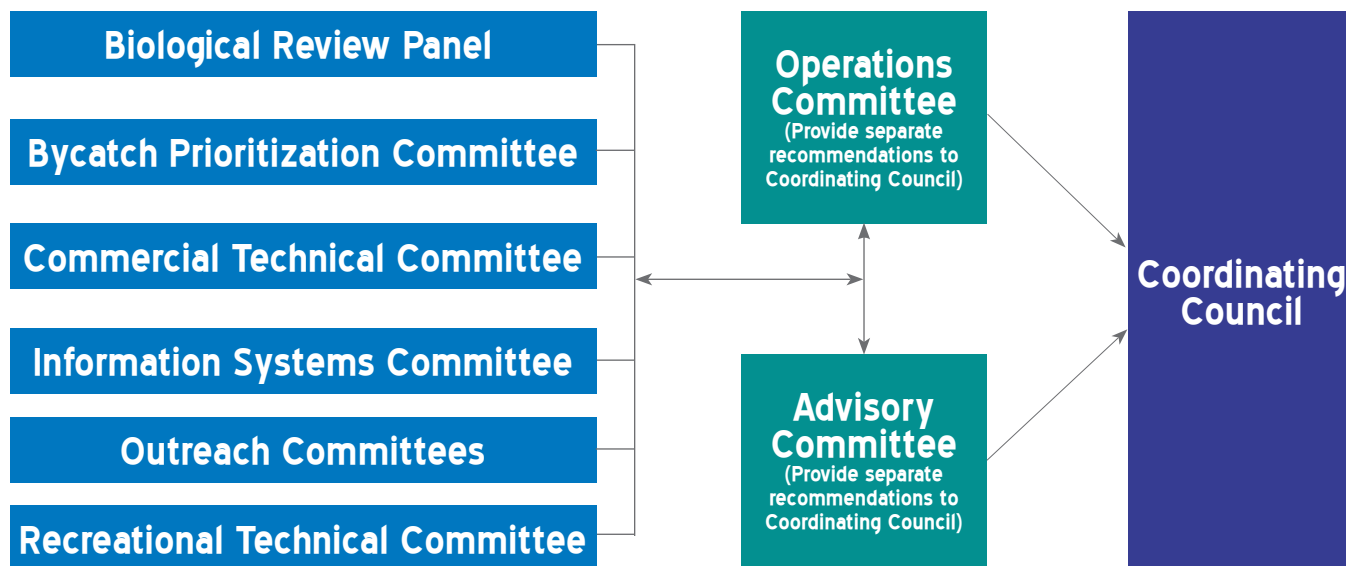 Biological Review Panel
Bycatch Prioritization Committee
Commercial Technical Committee
Information Systems Committee
Outreach Committees
Recreational Technical Committee
Operations
Committee
(Provide separate
recommendations to
Coordinating Council)
Advisory
Committee
(Provide separate
recommendations to
Coordinating Council)
Coordinating
Council